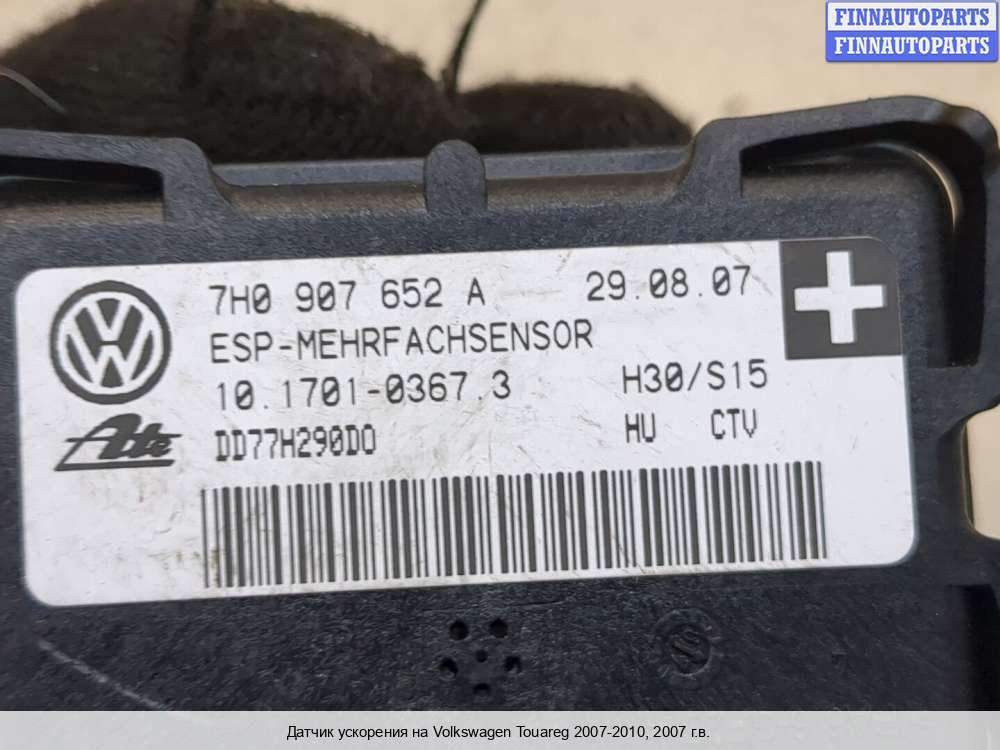 FINNAUTOPARTS
FINNAUTOPARTS
7H0 907 652 A 29.08.07
ESP-MEHRFACHSENSOR
10.1701-0367.3 H30/S15
Ate DD77H290D0 HU CTV
Датчик ускорения на Volkswagen Touareg 2007-2010, 2007 г.в.